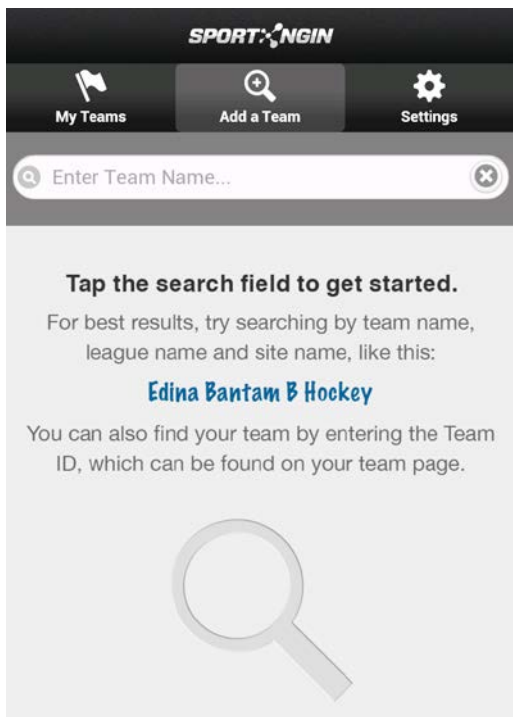 SPORT NGIN
My Teams Add a Team Settings
Enter Team Name...
Tap the search field to get started.
For best results, try searching by team name,
league name and site name, like this:
Edina Bantam B Hockey
You can also find your team by entering the Team
ID, which can be found on your team page.